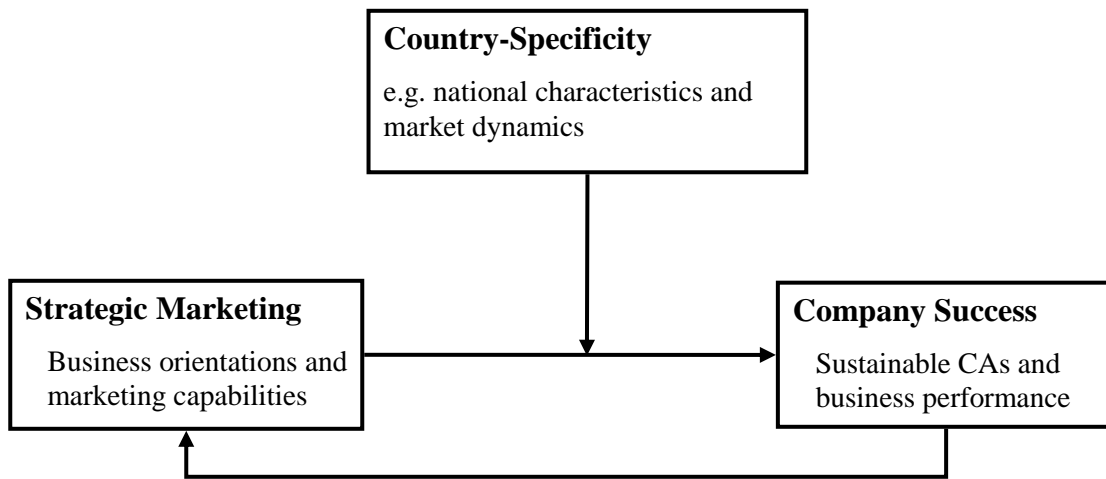 Country-Specificity
e.g. national characteristics and
market dynamics
Strategic Marketing
Business orientations and
marketing capabilities
Company Success
Sustainable CAs and
business performance